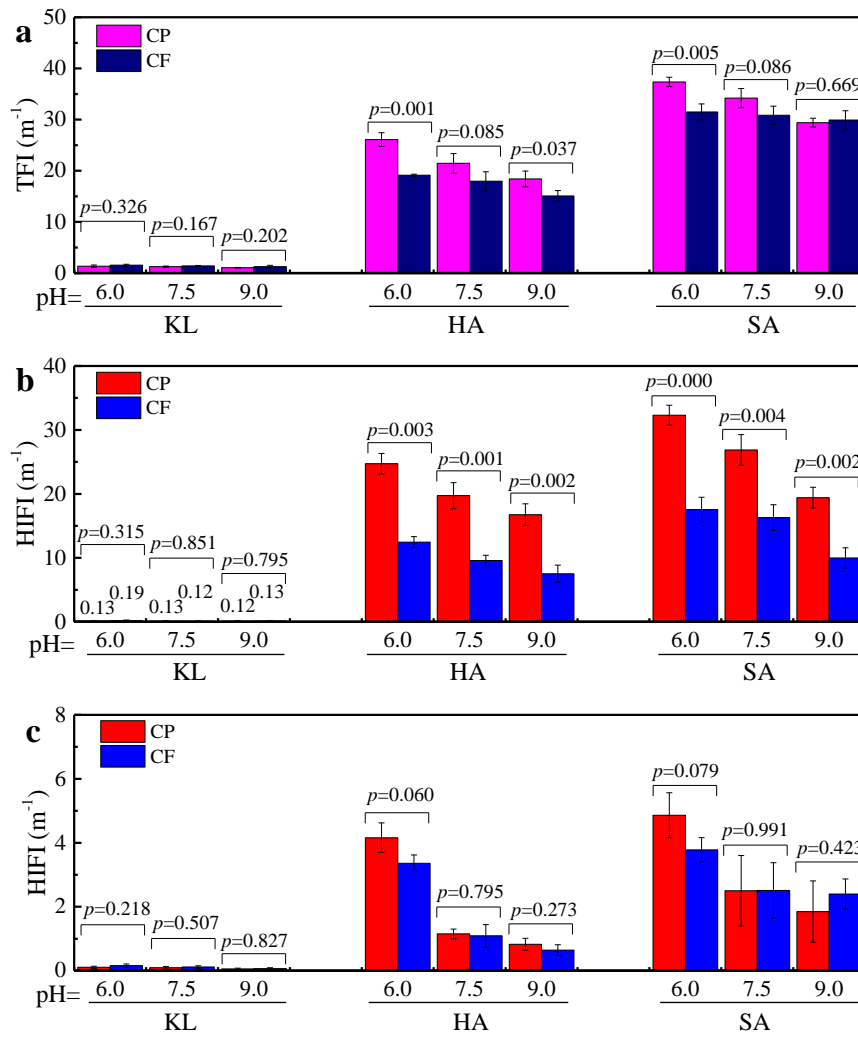 a
50
CP
CF
40
30
20
10
0
TFI (m⁻¹)
p=0.326
p=0.167
p=0.202
p=0.001
p=0.085
p=0.037
p=0.005
p=0.086
p=0.669
pH= 6.0 7.5 9.0 6.0 7.5 9.0 6.0 7.5 9.0
KL HA SA
b
40
CP
CF
30
20
10
0
HIFI (m⁻¹)
p=0.315
p=0.851
p=0.795
0.13 0.19 0.13 0.12 0.12 0.13
p=0.003
p=0.001
p=0.002
p=0.000
p=0.004
p=0.002
pH= 6.0 7.5 9.0 6.0 7.5 9.0 6.0 7.5 9.0
KL HA SA
c
8
CP
CF
6
4
2
0
HIFI (m⁻¹)
p=0.218
p=0.507
p=0.827
p=0.060
p=0.795
p=0.273
p=0.079
p=0.991
p=0.423
pH= 6.0 7.5 9.0 6.0 7.5 9.0 6.0 7.5 9.0
KL HA SA